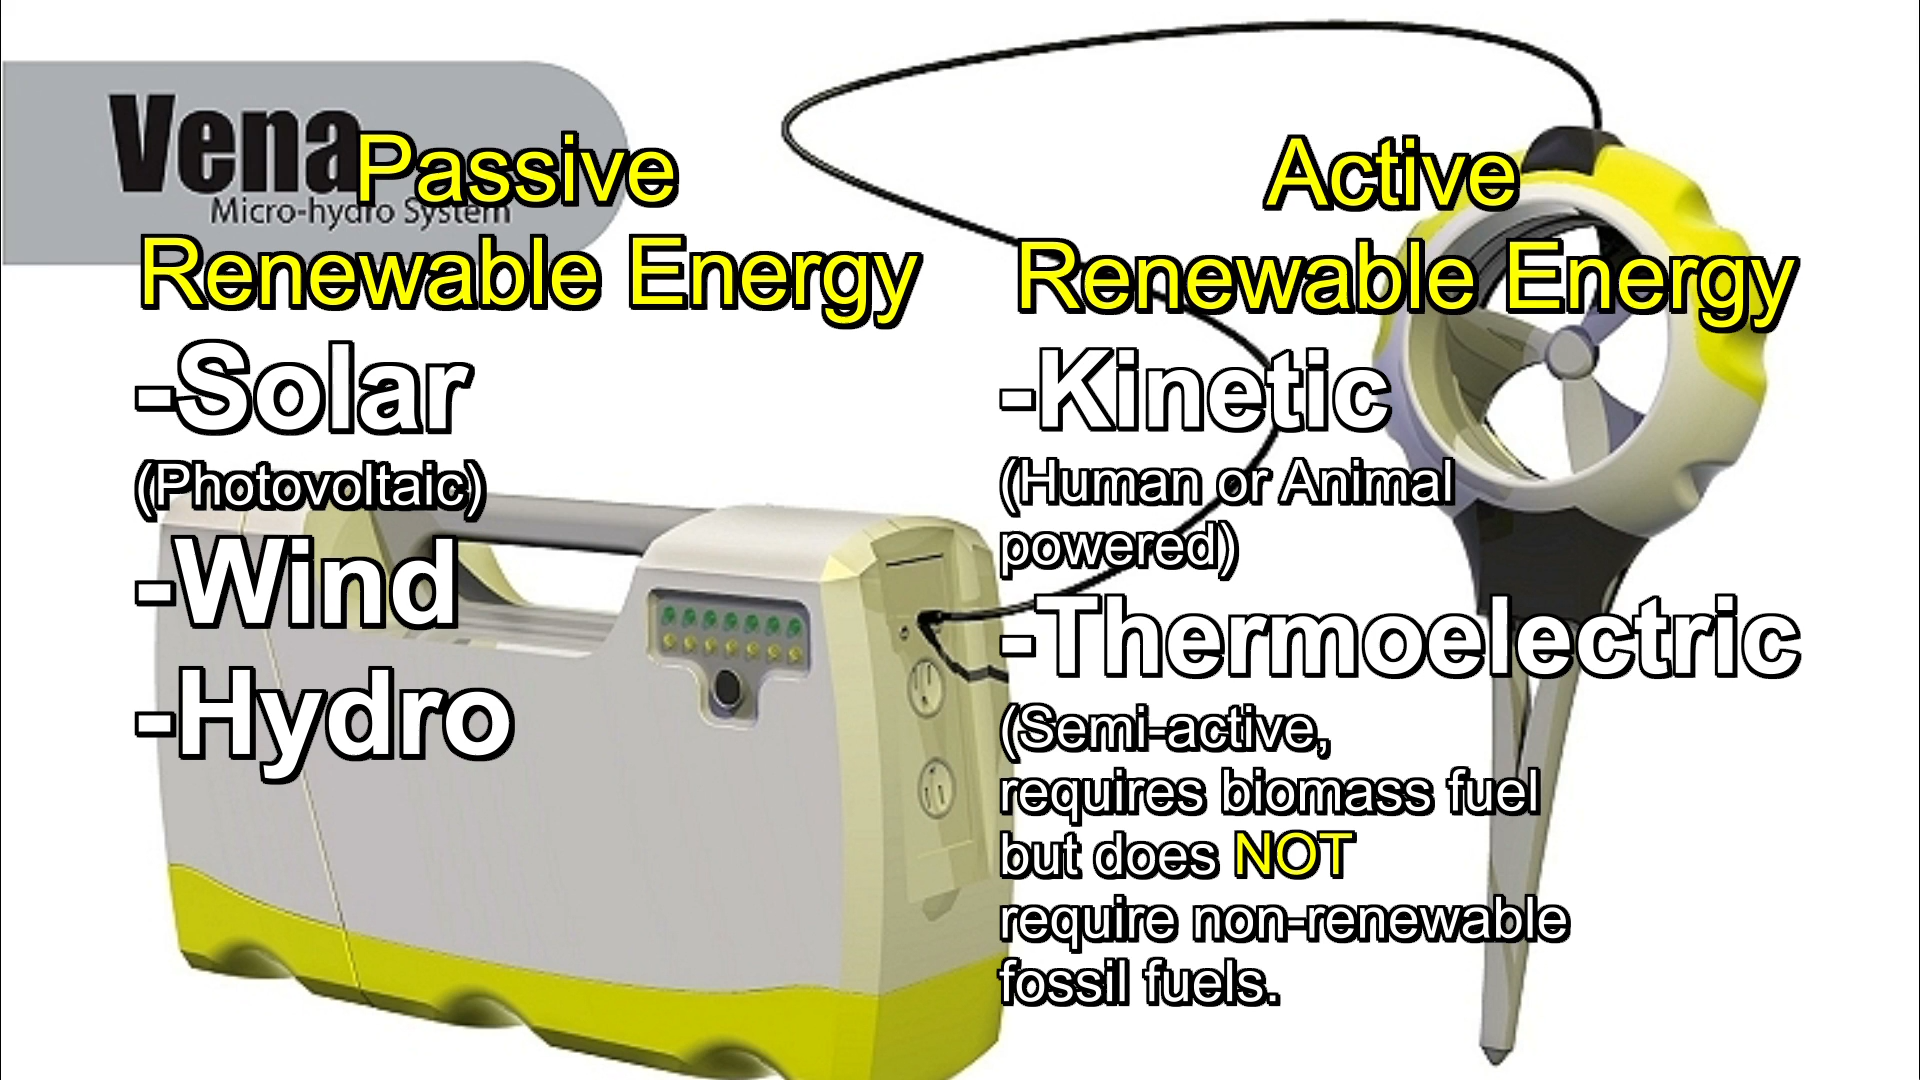 Vena
Micro-hydro System
Passive
Renewable Energy
-Solar
(Photovoltaic)
-Wind
-Hydro
Active
Renewable Energy
-Kinetic
(Human or Animal
powered)
-Thermoelectric
(Semi-active,
requires biomass fuel
but does NOT
require non-renewable
fossil fuels.